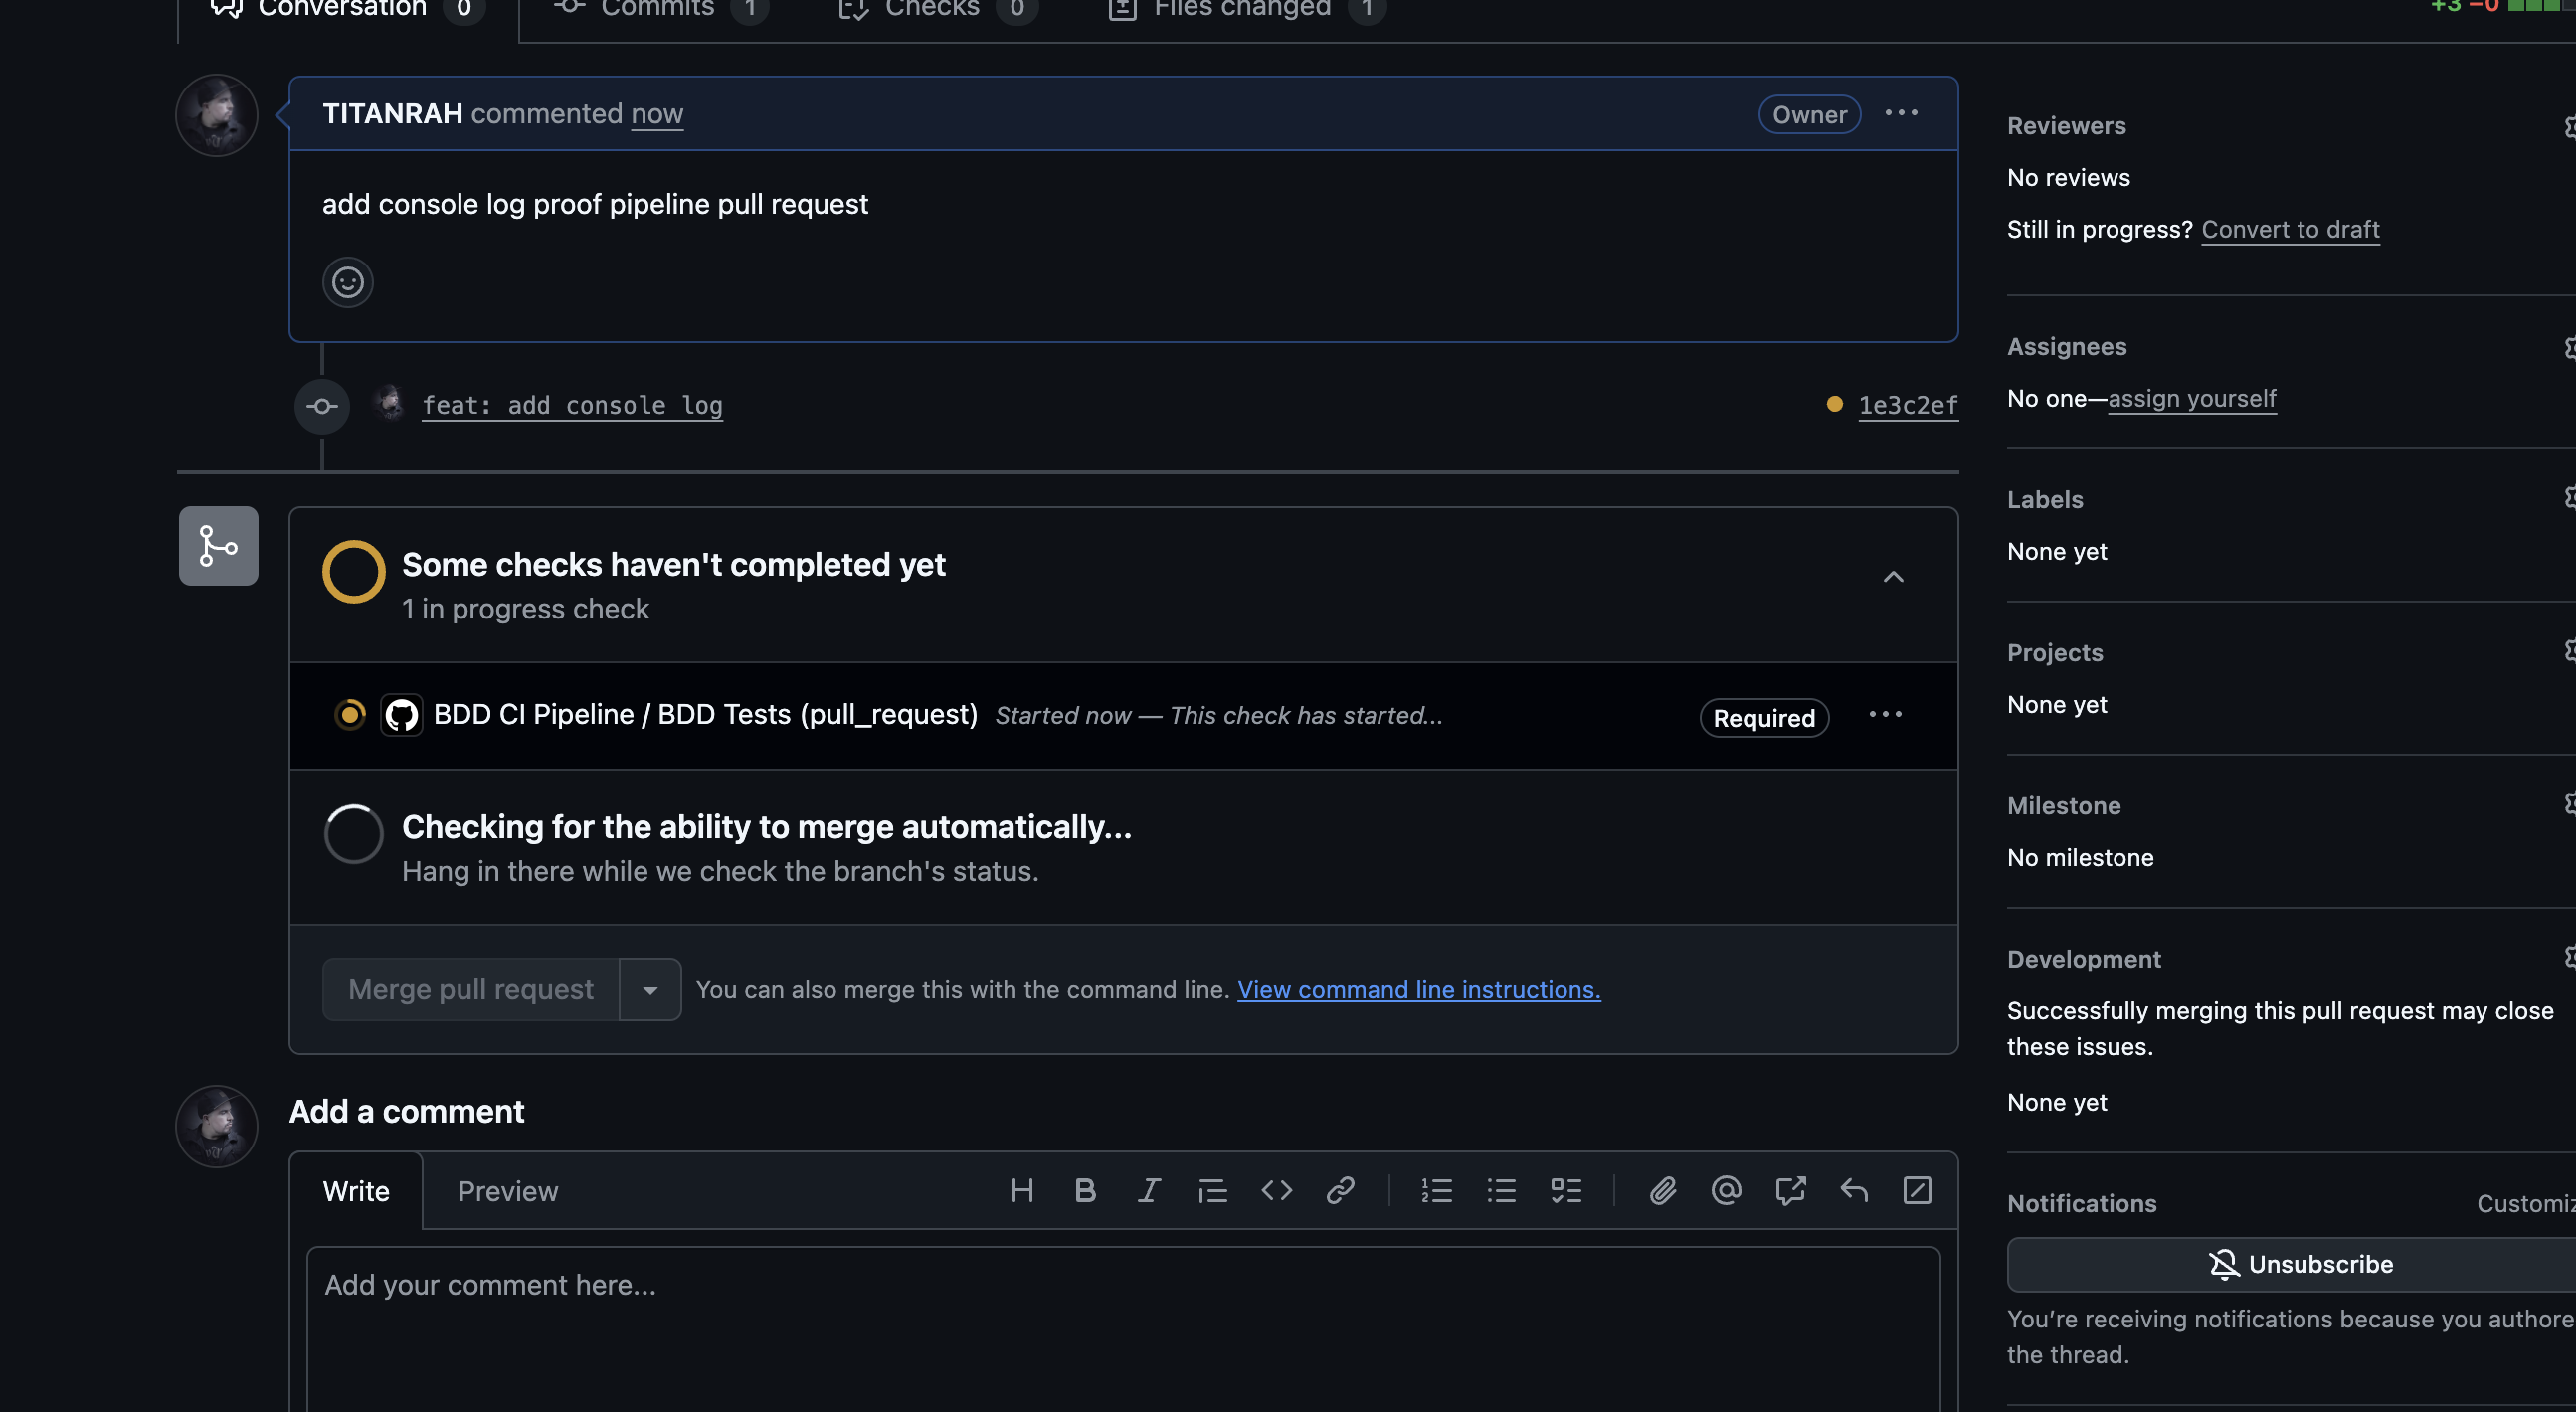 Conversation 0
Commits 1
Checks 0
Files changed 1
+3 −0
TITANRAH commented now
Owner
add console log proof pipeline pull request
feat: add console log
1e3c2ef
Some checks haven't completed yet
1 in progress check
BDD CI Pipeline / BDD Tests (pull_request) Started now — This check has started...
Required
Checking for the ability to merge automatically...
Hang in there while we check the branch's status.
Merge pull request
You can also merge this with the command line. View command line instructions.
Add a comment
Write
Preview
Add your comment here...
Reviewers
No reviews
Still in progress? Convert to draft
Assignees
No one—assign yourself
Labels
None yet
Projects
None yet
Milestone
No milestone
Development
Successfully merging this pull request may close
these issues.
None yet
Notifications
Customiz
Unsubscribe
You’re receiving notifications because you authore
the thread.